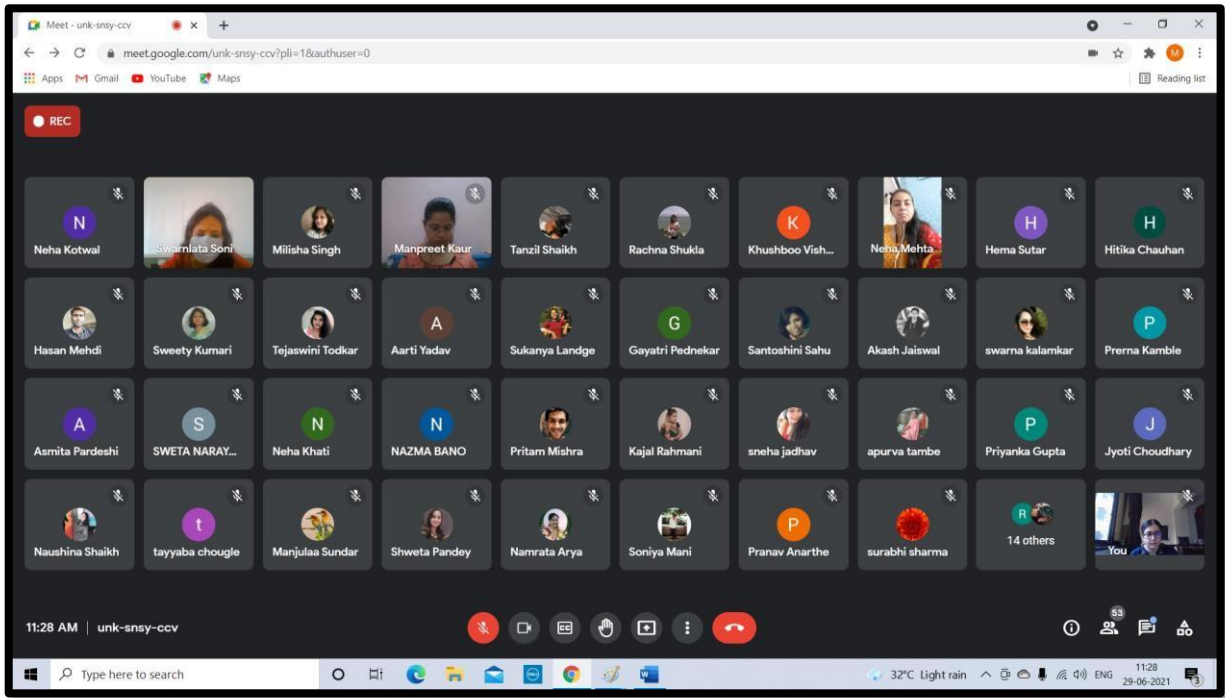 Meet - unk-snsy-ccv
meet.google.com/unk-snsy-ccv?pli=1&authuser=0
M
Apps Gmail YouTube Maps Reading list
REC
N
Neha Kotwal Swarnlata Soni Milisha Singh Manpreet Kaur Tanzil Shaikh Rachna Shukla K Khushboo Vish... Neha Mehta H Hema Sutar H Hitika Chauhan
Hasan Mehdi Sweety Kumari Tejaswini Todkar A Aarti Yadav Sukanya Landge G Gayatri Pednekar Santoshini Sahu Akash Jaiswal swarna kalamkar P Prerna Kamble
A Asmita Pardeshi S SWETA NARAY... N Neha Khati N NAZMA BANO Pritam Mishra Kajal Rahmani sneha jadhav apurva tambe P Priyanka Gupta J Jyoti Choudhary
Naushina Shaikh t tayyaba chougle Manjulaa Sundar Shweta Pandey Namrata Arya Soniya Mani P Pranav Anarthe surabhi sharma R 14 others You
11:28 AM | unk-snsy-ccv CC 53
Type here to search DELL W 32°C Light rain ENG 11:28
29-06-2021 3